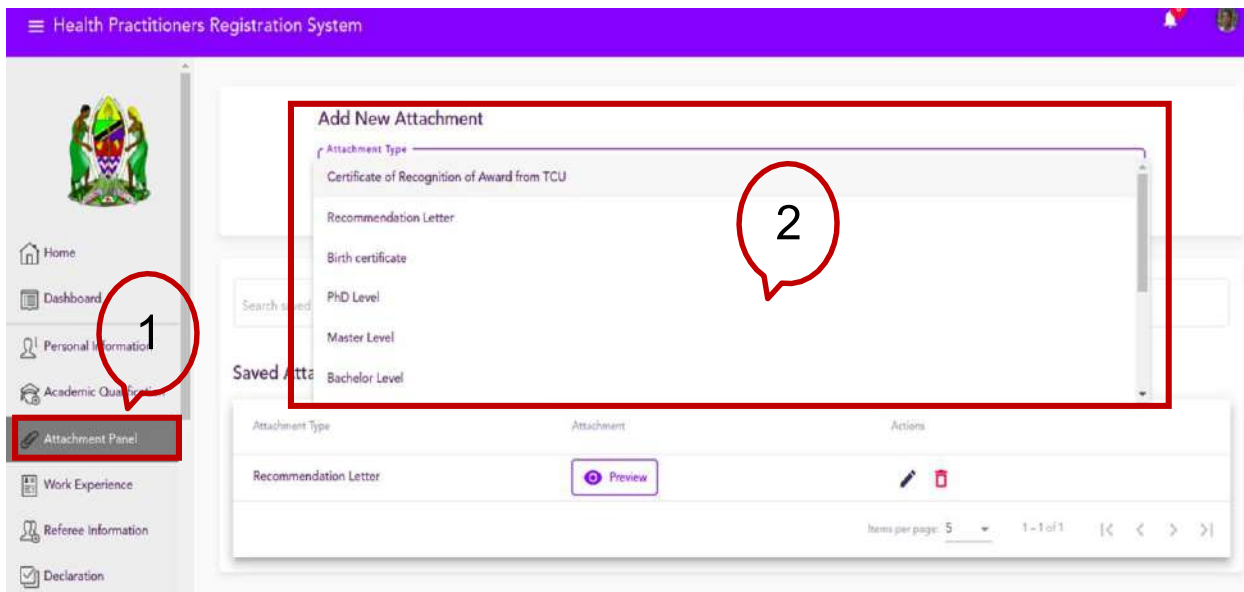 Health Practitioners Registration System
Add New Attachment
Attachment Type
Certificate of Recognition of Award from TCU
Recommendation Letter
Birth certificate
PhD Level
Master Level
Bachelor Level
2
Home
Dashboard
1
Personal Information
Academic Qualification
Attachment Panel
Work Experience
Referee Information
Declaration
Search saved
Saved Atta
Attachment Type Attachment Actions
Recommendation Letter Preview
Items per page: 5 1 – 1 of 1